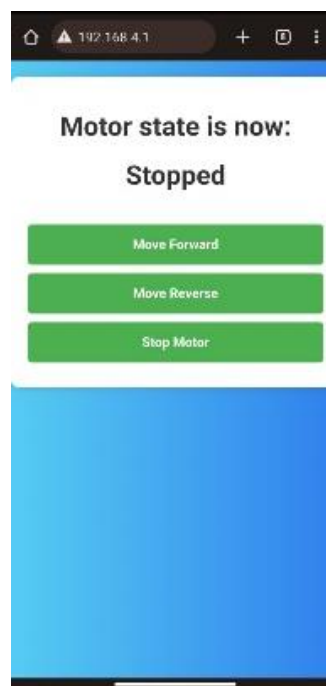 192.168.4.1
Motor state is now:
Stopped
Move Forward
Move Reverse
Stop Motor